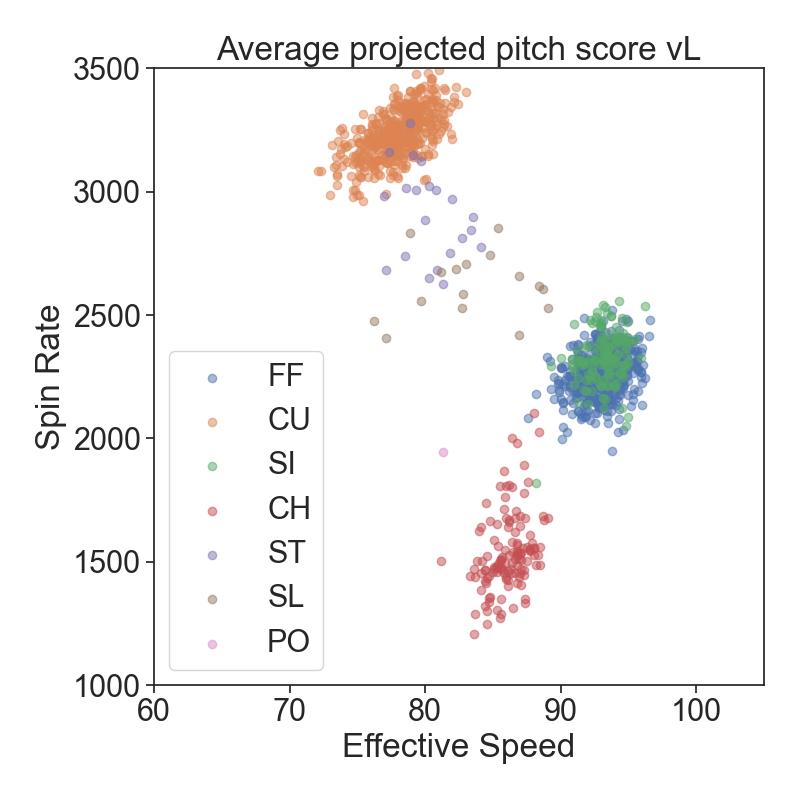 Average projected pitch score vL
3500
3000
2500
2000
1500
1000
Spin Rate
FF
CU
SI
CH
ST
SL
PO
60 70 80 90 100
Effective Speed